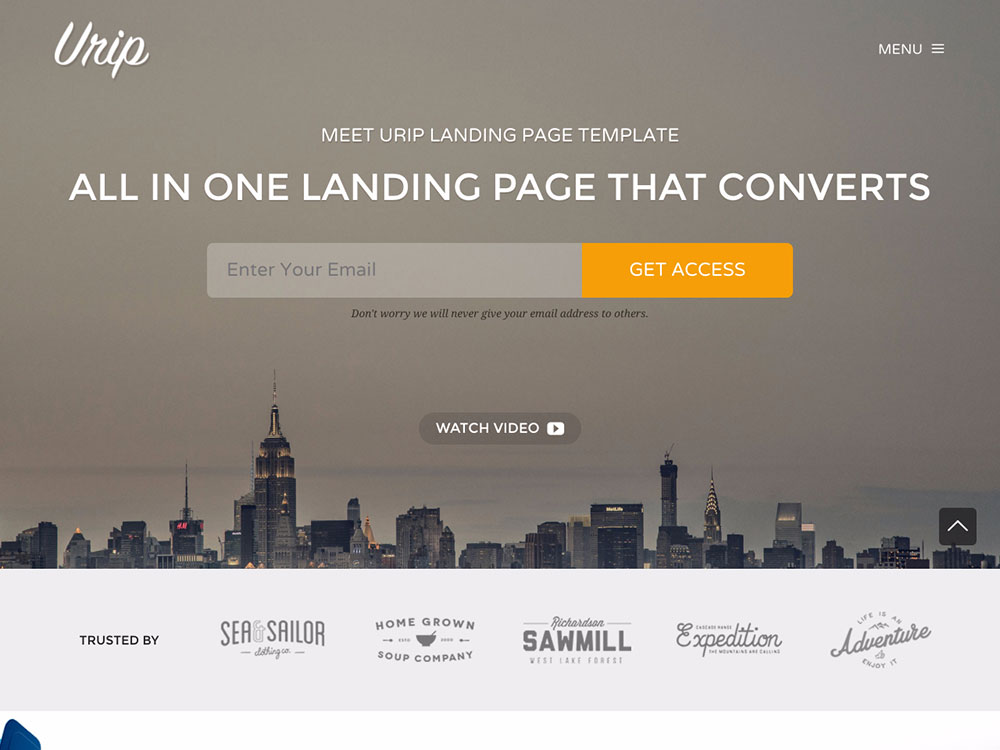 Urip
MENU
MEET URIP LANDING PAGE TEMPLATE
ALL IN ONE LANDING PAGE THAT CONVERTS
Enter Your Email
GET ACCESS
Don't worry we will never give your email address to others.
WATCH VIDEO
H&M
MetLife
TRUSTED BY
SEA & SAILOR
clothing co.
HOME GROWN
ESTD 2020
SOUP COMPANY
Richardson
SAWMILL
WEST LAKE FOREST
CASCADE RANGE
Expedition
THE MOUNTAINS ARE CALLING
LIFE IS AN
Adventure
ENJOY IT